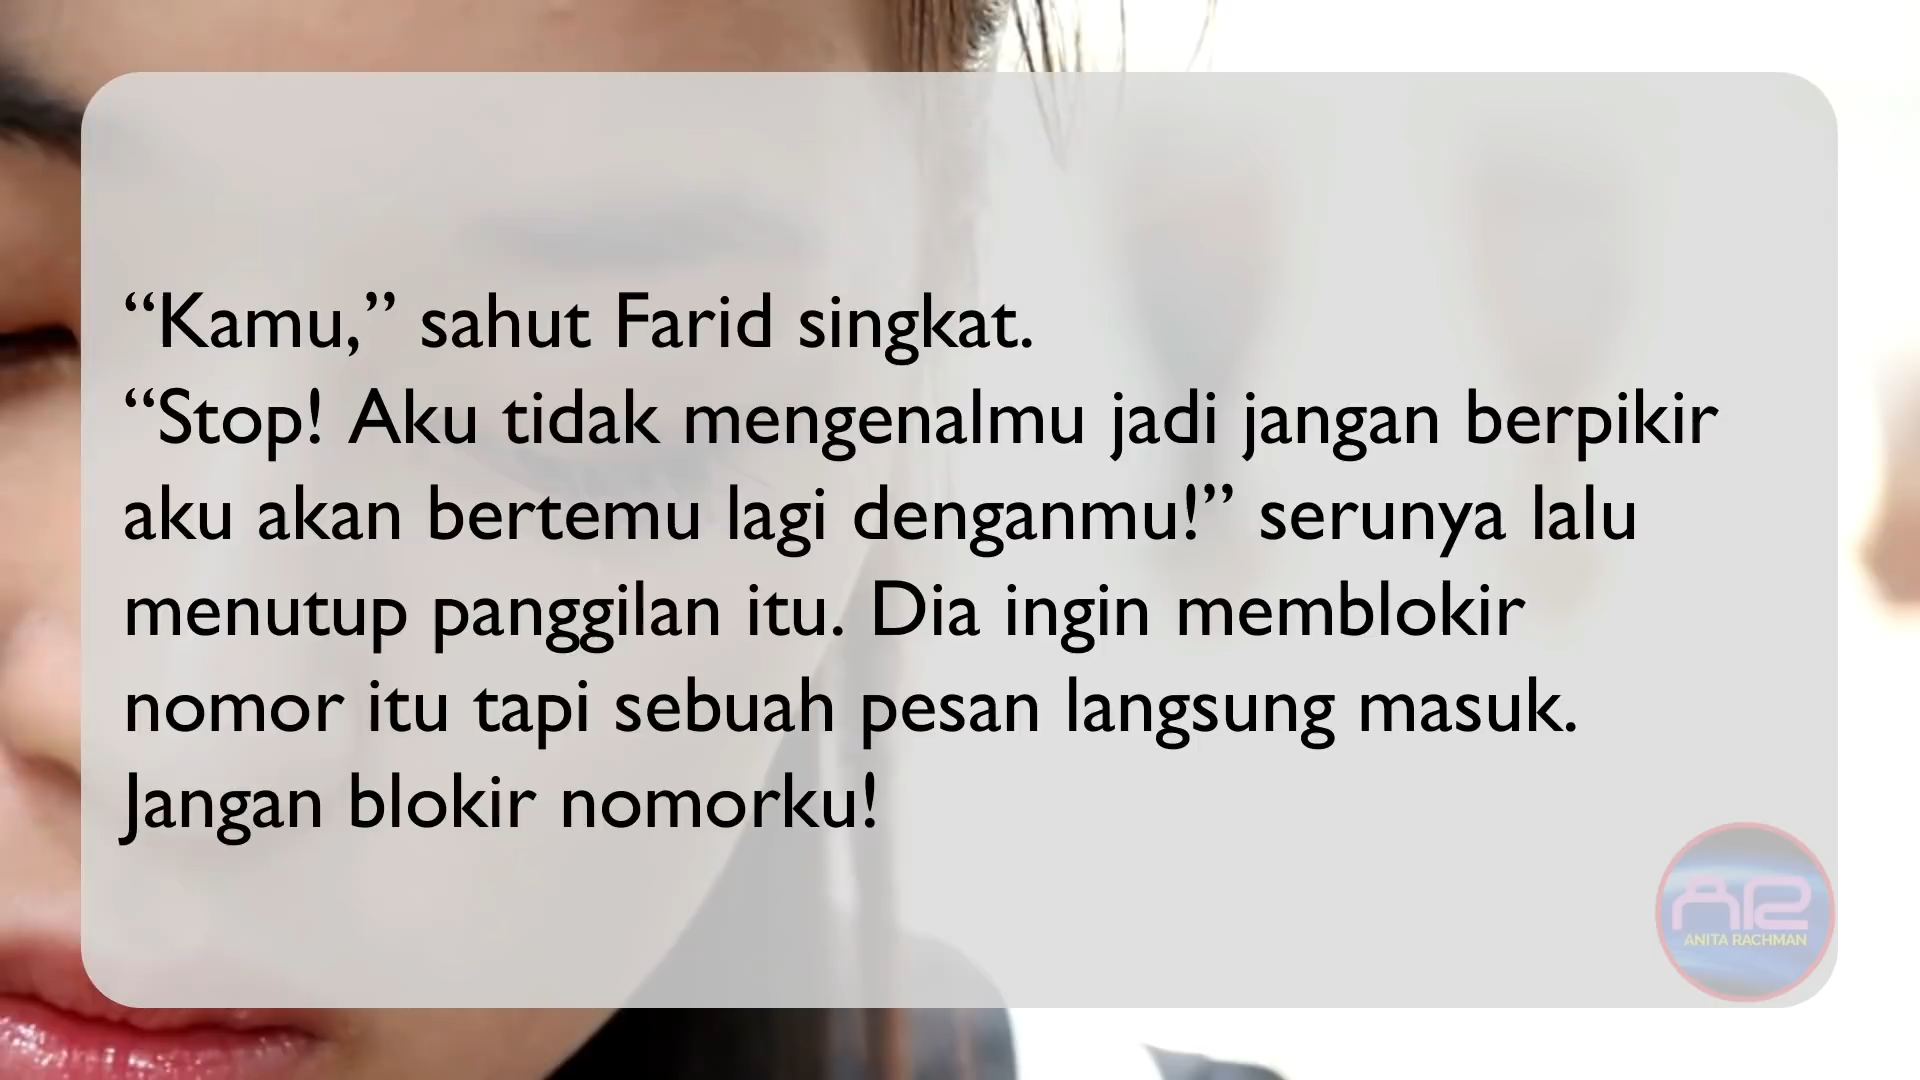 “Kamu,” sahut Farid singkat.
“Stop! Aku tidak mengenalmu jadi jangan berpikir
aku akan bertemu lagi denganmu!” serunya lalu
menutup panggilan itu. Dia ingin memblokir
nomor itu tapi sebuah pesan langsung masuk.
Jangan blokir nomorku!
AR
ANITA RACHMAN